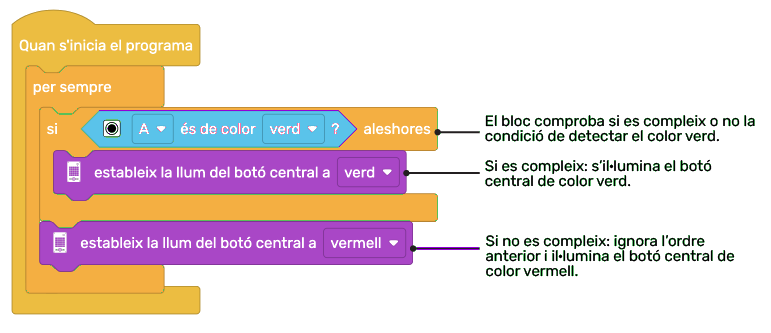 Quan s'inicia el programa
per sempre
si A és de color verd ? aleshores
estableix la llum del botó central a verd
estableix la llum del botó central a vermell
El bloc comproba si es compleix o no la
condició de detectar el color verd.
Si es compleix: s'il•lumina el botó
central de color verd.
Si no es compleix: ignora l'ordre
anterior i il•lumina el botó central de
color vermell.